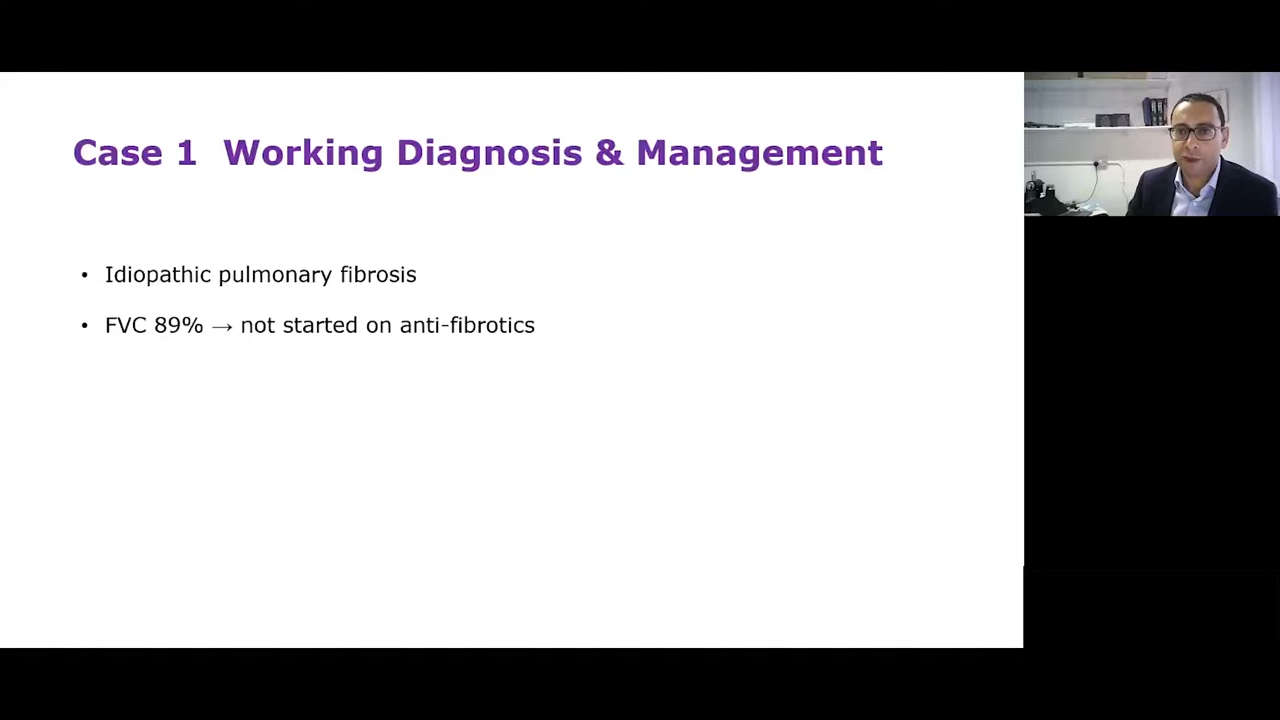 Case 1 Working Diagnosis & Management
• Idiopathic pulmonary fibrosis
• FVC 89% → not started on anti-fibrotics